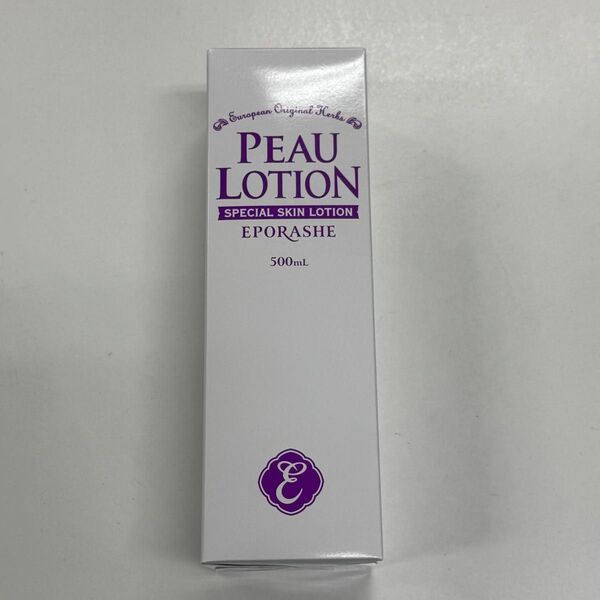 European Original Herbs
PEAU
LOTION
SPECIAL SKIN LOTION
EPORASHE
500mL
E